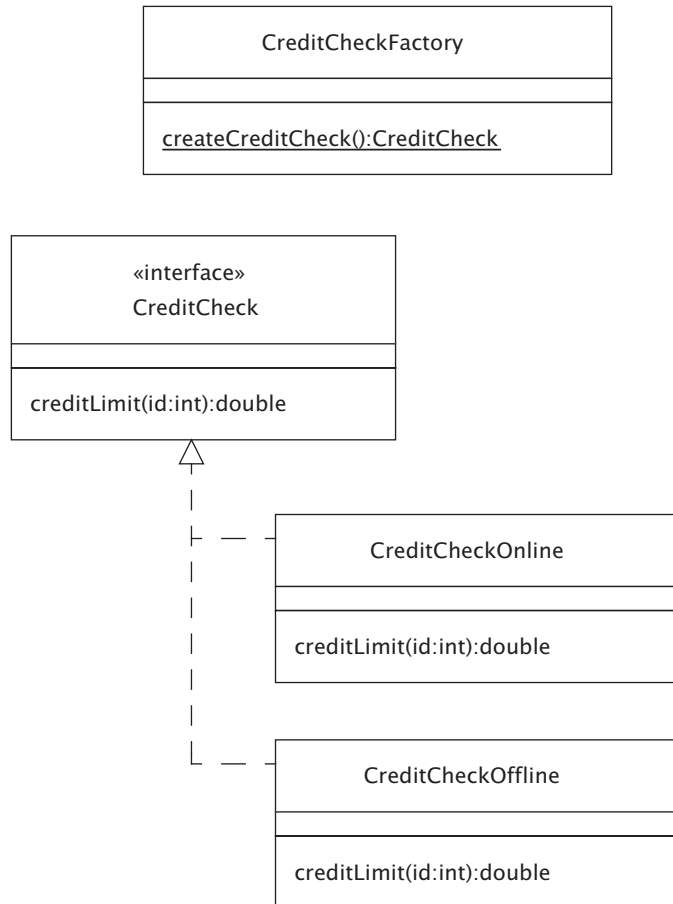 CreditCheckFactory
createCreditCheck():CreditCheck
«interface»
CreditCheck
creditLimit(id:int):double
CreditCheckOnline
creditLimit(id:int):double
CreditCheckOffline
creditLimit(id:int):double